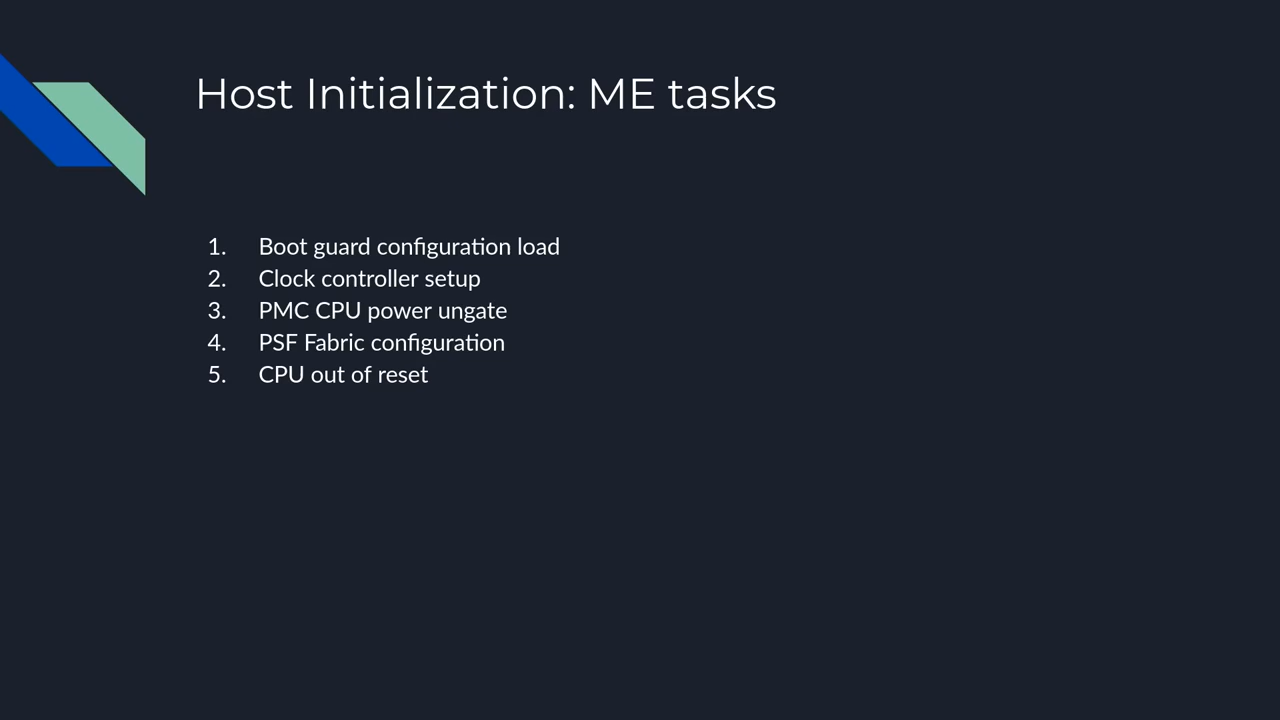 Host Initialization: ME tasks
1. Boot guard configuration load
2. Clock controller setup
3. PMC CPU power ungate
4. PSF Fabric configuration
5. CPU out of reset